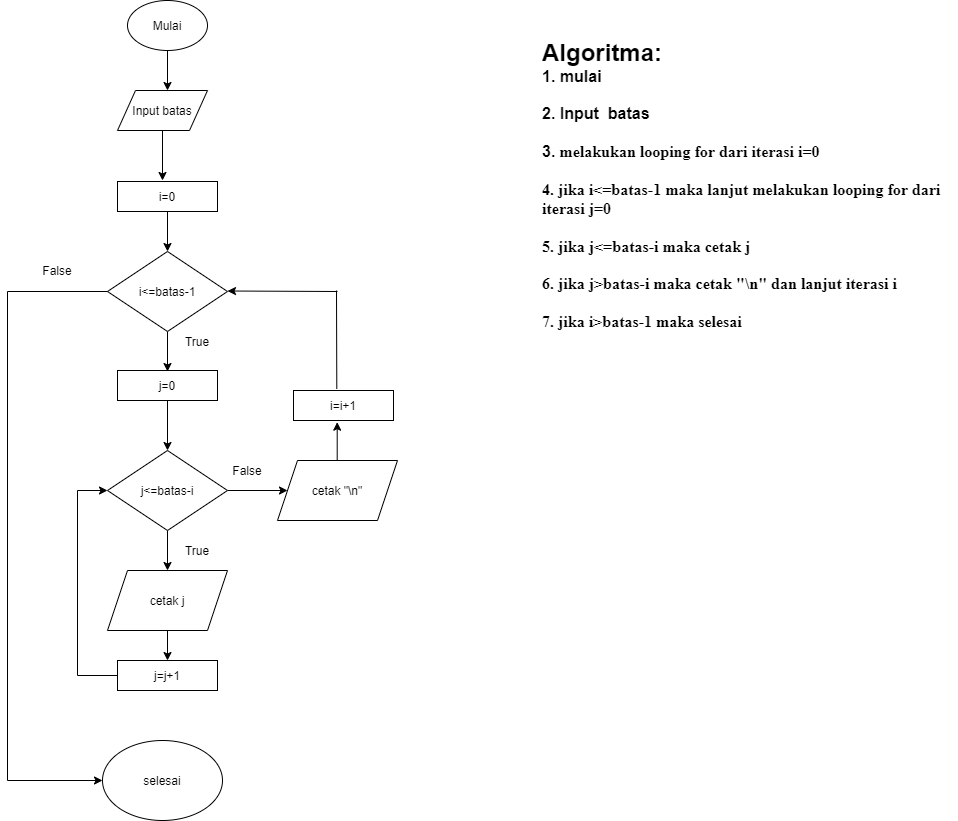 Mulai
Input batas
i=0
i<=batas-1
False
True
j=0
i=i+1
j<=batas-i
False
cetak "\n"
True
cetak j
j=j+1
selesai
Algoritma:
1. mulai
2. Input  batas
3. melakukan looping for dari iterasi i=0
4. jika i<=batas-1 maka lanjut melakukan looping for dari
iterasi j=0
5. jika j<=batas-i maka cetak j
6. jika j>batas-i maka cetak "\n" dan lanjut iterasi i
7. jika i>batas-1 maka selesai